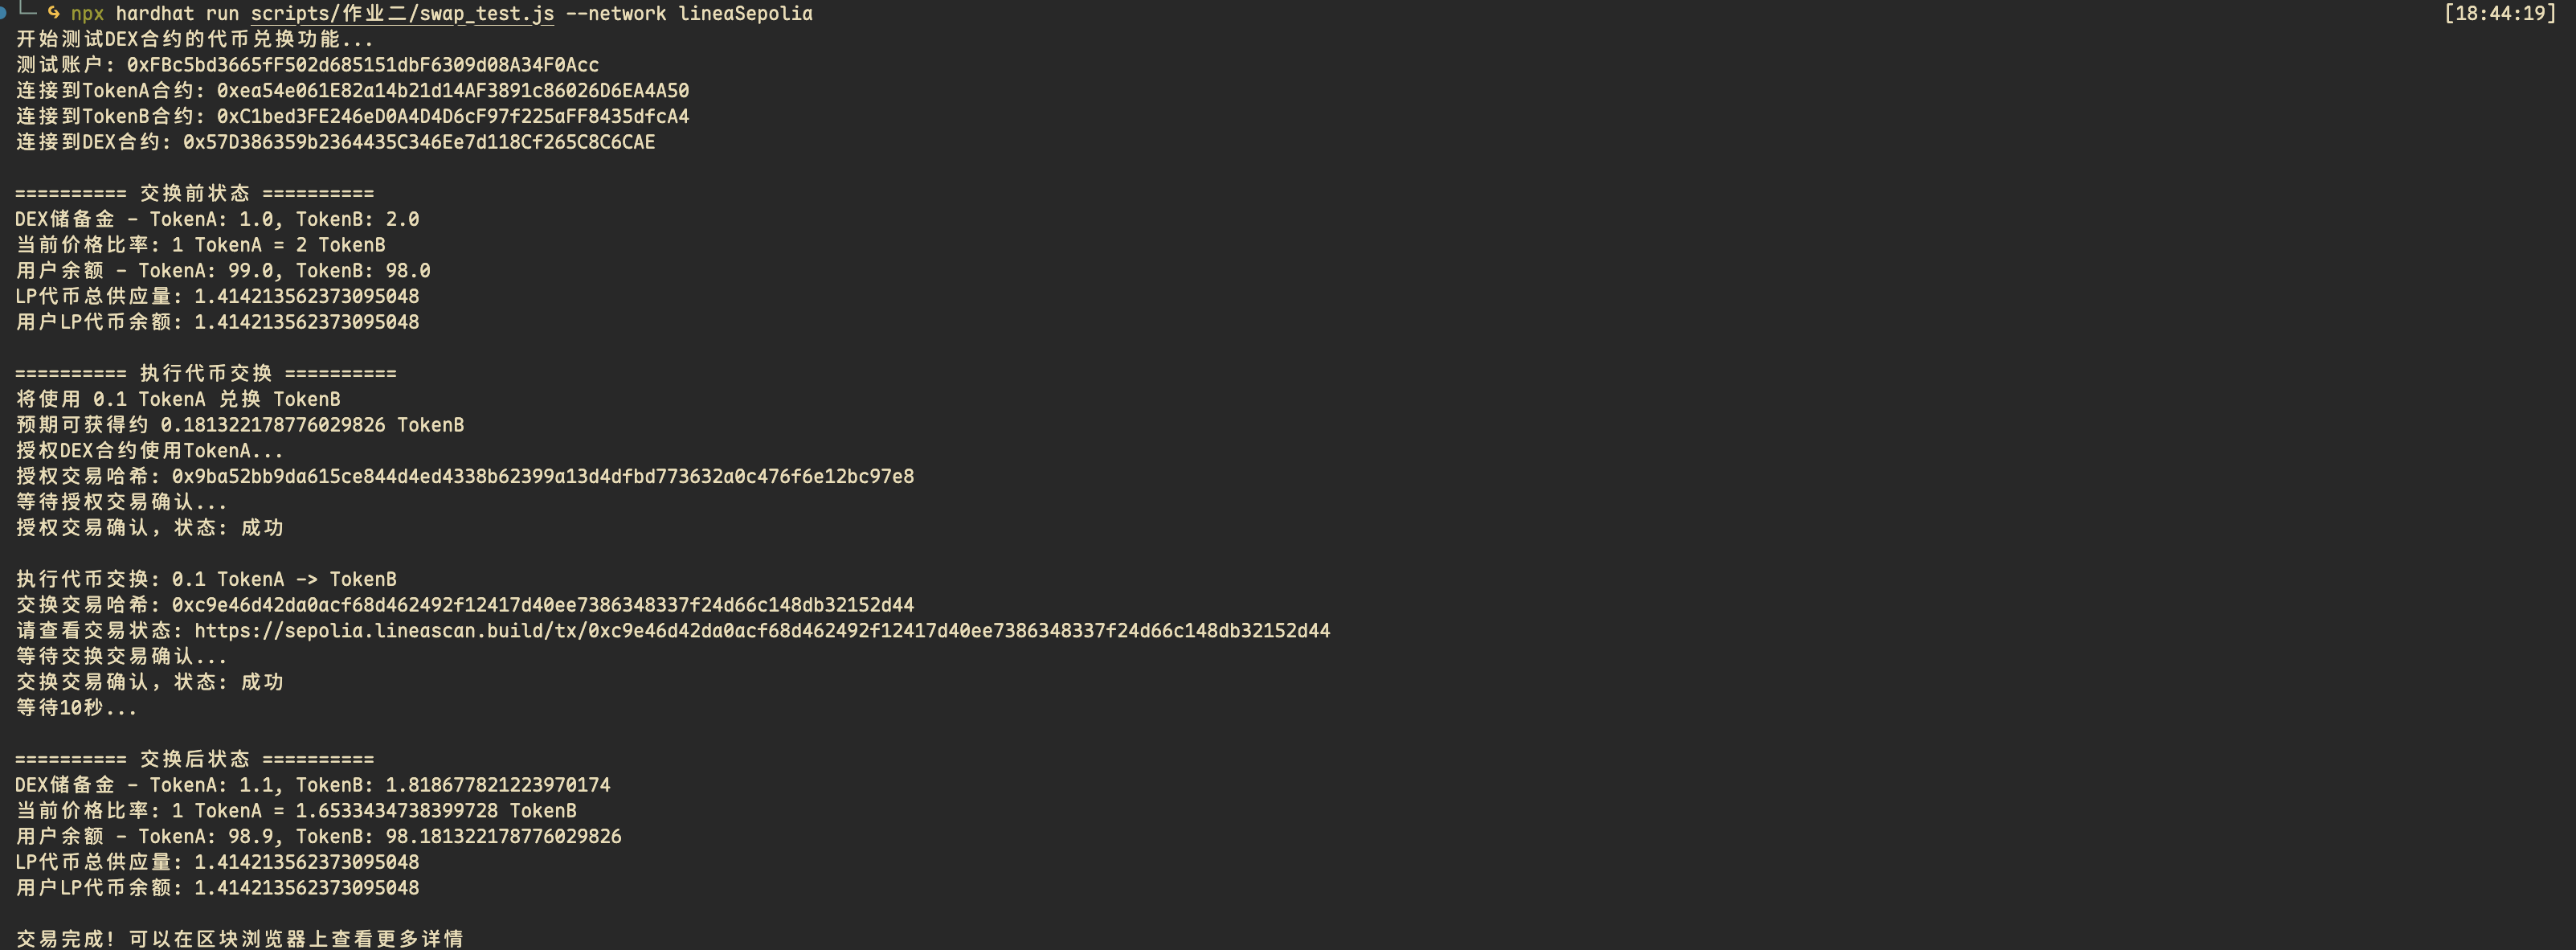 npx hardhat run scripts/作业二/swap_test.js --network lineaSepolia [18:44:19]
开始测试DEX合约的代币兑换功能...
测试账户: 0xFBc5bd3665fF502d685151dbF6309d08A34F0Acc
连接到TokenA合约: 0xea54e061E82a14b21d14AF3891c86026D6EA4A50
连接到TokenB合约: 0xC1bed3FE246eD0A4D4D6cF97f225aFF8435dfcA4
连接到DEX合约: 0x57D386359b2364435C346Ee7d118Cf265C8C6CAE
========== 交换前状态 ==========
DEX储备金 - TokenA: 1.0, TokenB: 2.0
当前价格比率: 1 TokenA = 2 TokenB
用户余额 - TokenA: 99.0, TokenB: 98.0
LP代币总供应量: 1.414213562373095048
用户LP代币余额: 1.414213562373095048
========== 执行代币交换 ==========
将使用 0.1 TokenA 兑换 TokenB
预期可获得约 0.181322178776029826 TokenB
授权DEX合约使用TokenA...
授权交易哈希: 0x9ba52bb9da615ce844d4ed4338b62399a13d4dfbd773632a0c476f6e12bc97e8
等待授权交易确认...
授权交易确认, 状态: 成功
执行代币交换: 0.1 TokenA -> TokenB
交换交易哈希: 0xc9e46d42da0acf68d462492f12417d40ee7386348337f24d66c148db32152d44
请查看交易状态: https://sepolia.lineascan.build/tx/0xc9e46d42da0acf68d462492f12417d40ee7386348337f24d66c148db32152d44
等待交换交易确认...
交换交易确认, 状态: 成功
等待10秒...
========== 交换后状态 ==========
DEX储备金 - TokenA: 1.1, TokenB: 1.818677821223970174
当前价格比率: 1 TokenA = 1.6533434738399728 TokenB
用户余额 - TokenA: 98.9, TokenB: 98.181322178776029826
LP代币总供应量: 1.414213562373095048
用户LP代币余额: 1.414213562373095048
交易完成! 可以在区块浏览器上查看更多详情